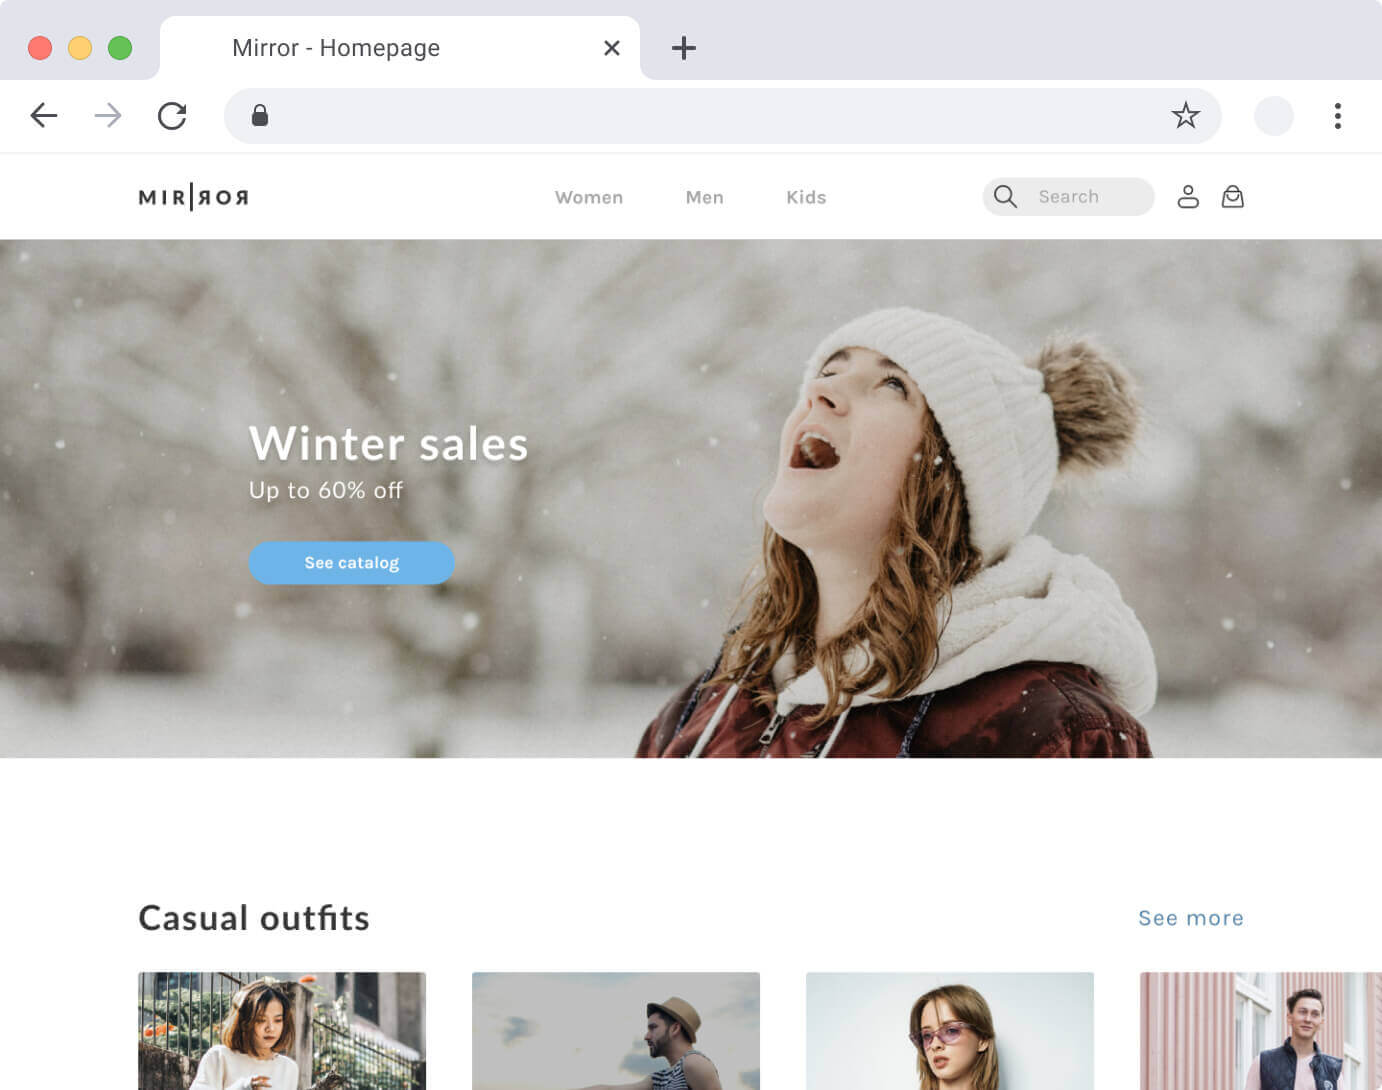 Mirror - Homepage
MIR|ЯOЯ
Women Men Kids
Search
Winter sales
Up to 60% off
See catalog
Casual outfits
See more